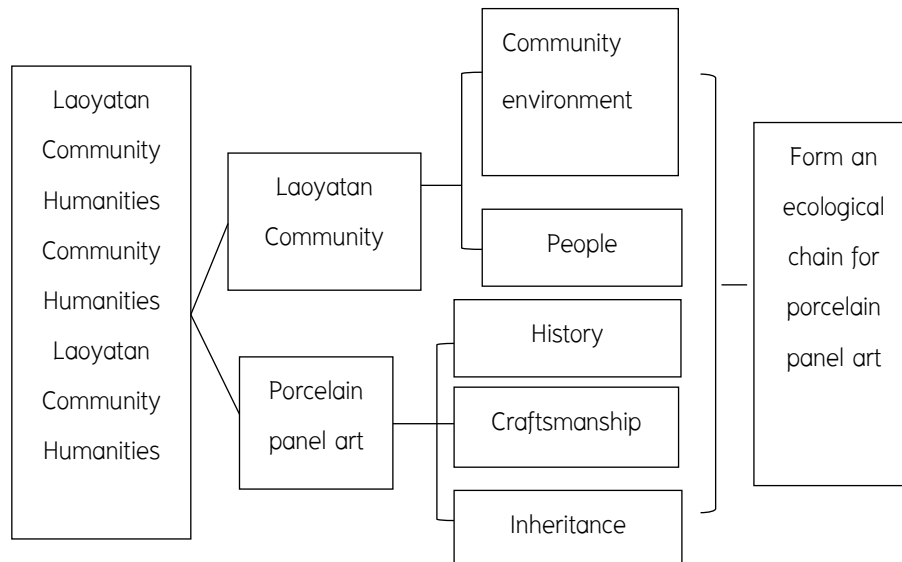 Laoyatan
Community
Humanities
Community
Humanities
Laoyatan
Community
Humanities
Laoyatan
Community
Porcelain
panel art
Community
environment
People
History
Craftsmanship
Inheritance
Form an
ecological
chain for
porcelain
panel art